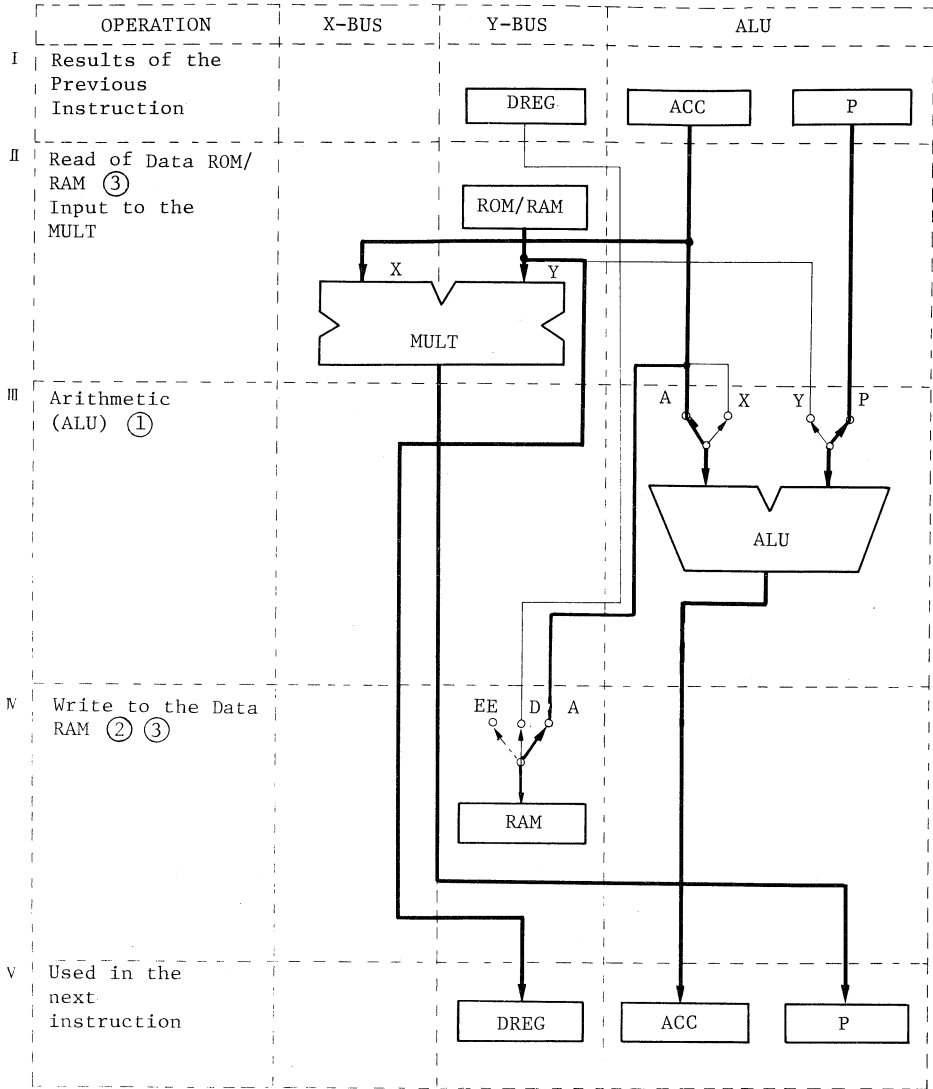 OPERATION X-BUS Y-BUS ALU
I Results of the
Previous
Instruction
DREG ACC P
II Read of Data ROM/
RAM ③
Input to the
MULT
ROM/RAM
X Y
MULT
III Arithmetic
(ALU) ①
A X Y P
ALU
IV Write to the Data
RAM ② ③
EE D A
RAM
V Used in the
next
instruction
DREG ACC P